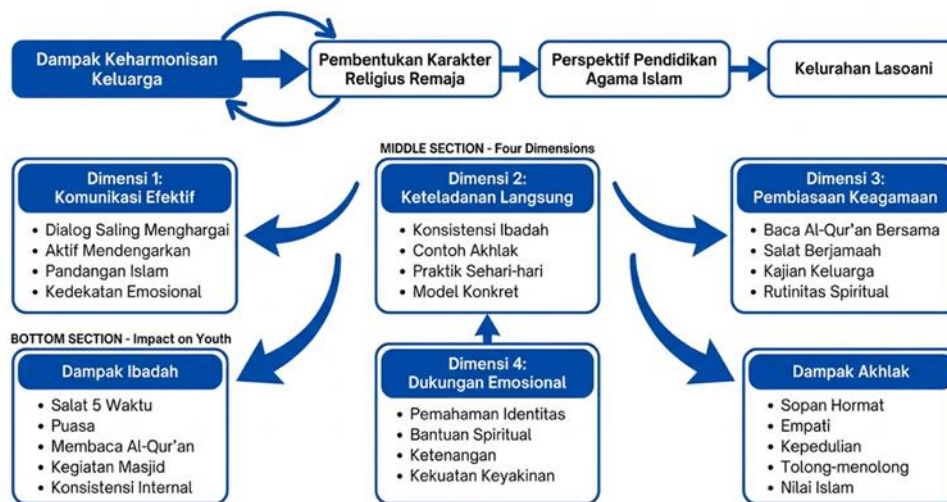 Dampak Keharmonisan
Keluarga
Pembentukan Karakter
Religius Remaja
Perspektif Pendidikan
Agama Islam
Kelurahan Lasoani
MIDDLE SECTION - Four Dimensions
Dimensi 1:
Komunikasi Efektif
• Dialog Saling Menghargai
• Aktif Mendengarkan
• Pandangan Islam
• Kedekatan Emosional
Dimensi 2:
Keteladanan Langsung
• Konsistensi Ibadah
• Contoh Akhlak
• Praktik Sehari-hari
• Model Konkret
Dimensi 3:
Pembiasaan Keagamaan
• Baca Al-Qur'an Bersama
• Salat Berjamaah
• Kajian Keluarga
• Rutinitas Spiritual
BOTTOM SECTION - Impact on Youth
Dampak Ibadah
• Salat 5 Waktu
• Puasa
• Membaca Al-Qur'an
• Kegiatan Masjid
• Konsistensi Internal
Dimensi 4:
Dukungan Emosional
• Pemahaman Identitas
• Bantuan Spiritual
• Ketenangan
• Kekuatan Keyakinan
Dampak Akhlak
• Sopan Hormat
• Empati
• Kepedulian
• Tolong-menolong
• Nilai Islam